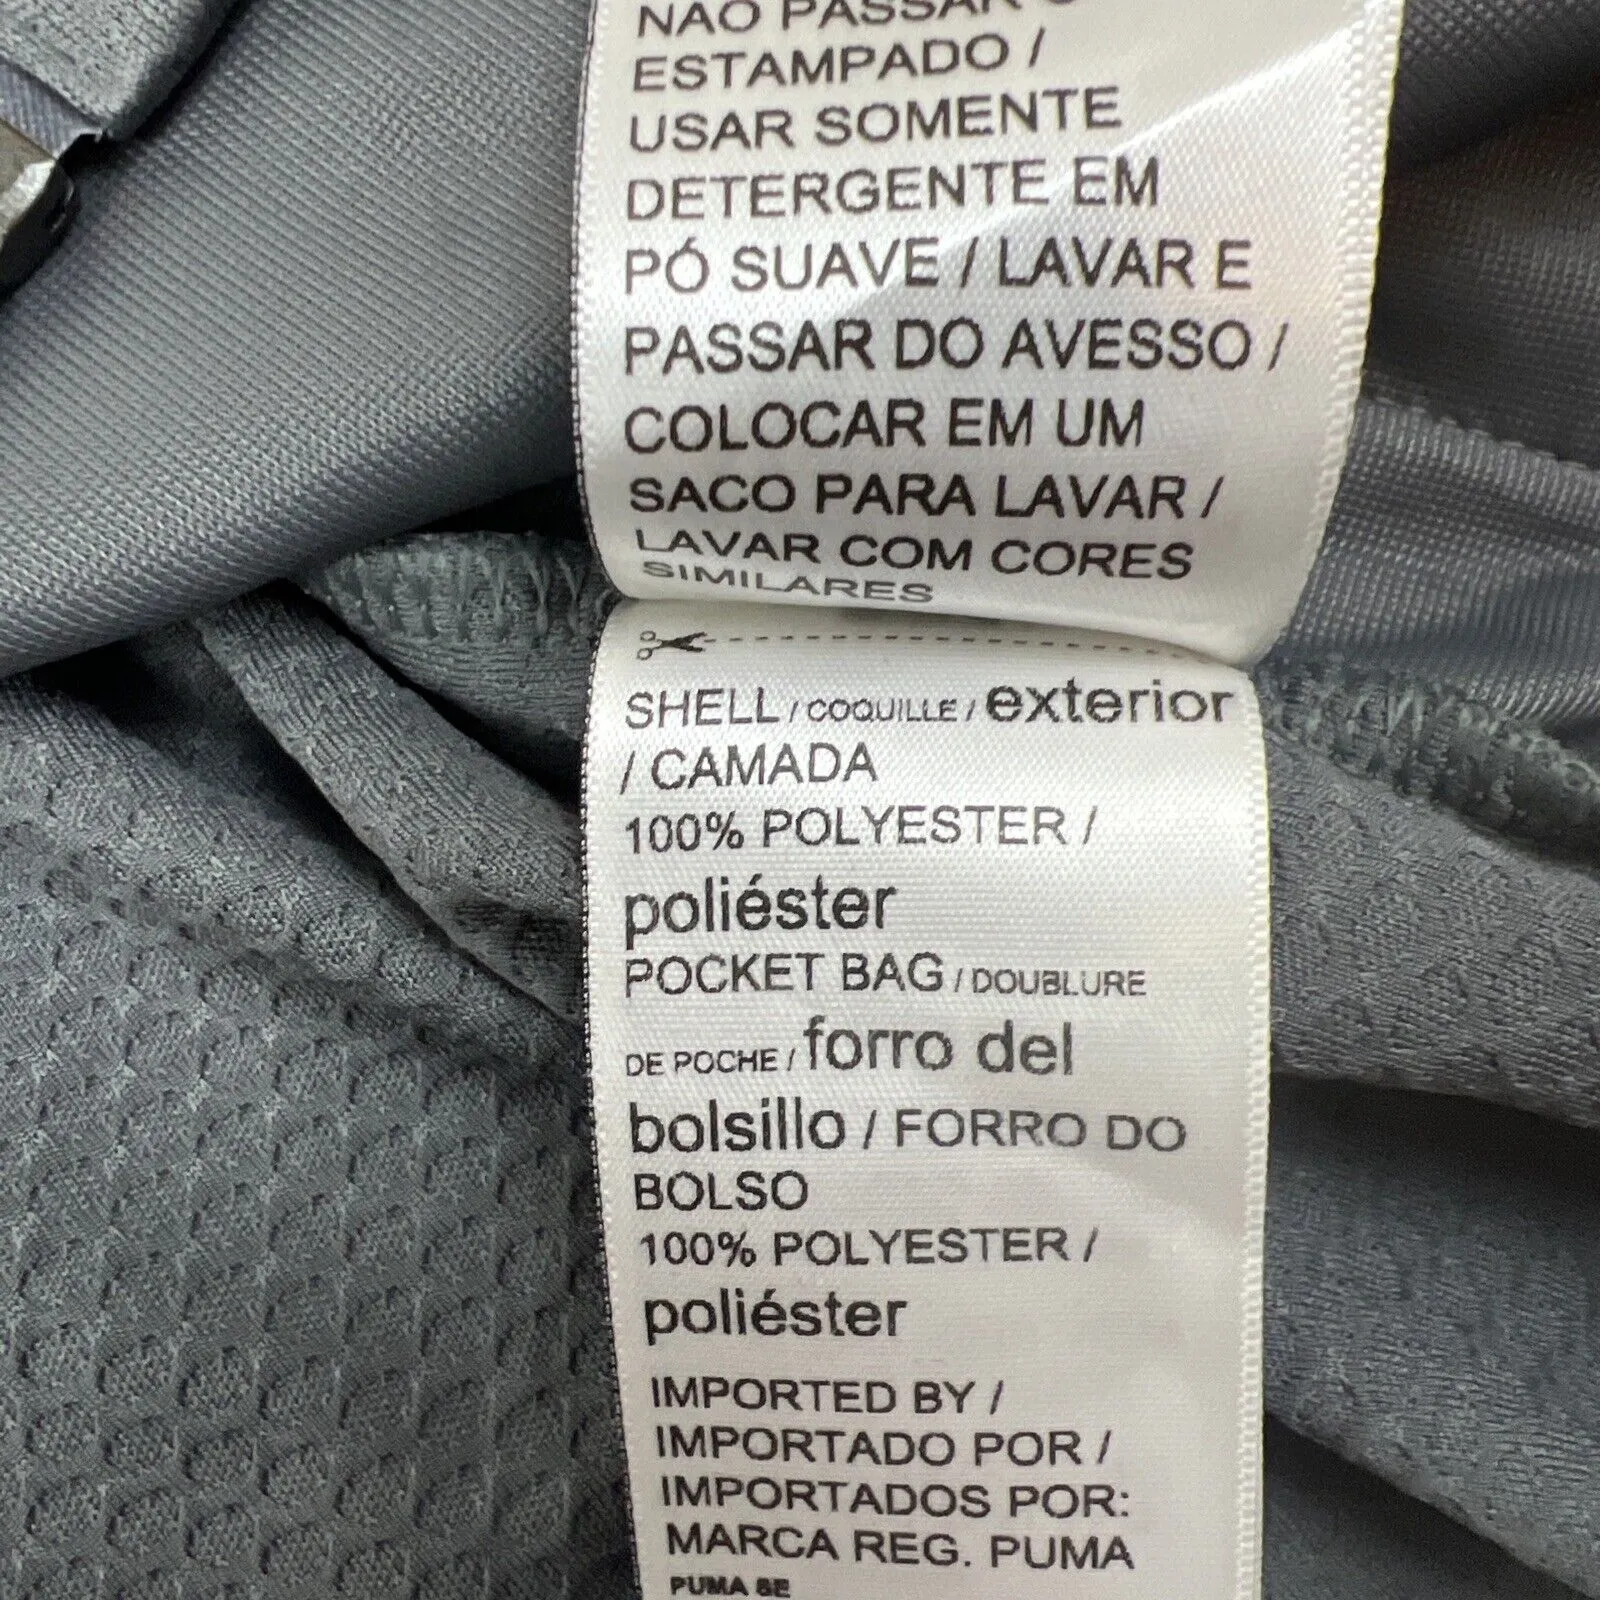 NÃO PASSAR O
ESTAMPADO /
USAR SOMENTE
DETERGENTE EM
PÓ SUAVE / LAVAR E
PASSAR DO AVESSO /
COLOCAR EM UM
SACO PARA LAVAR /
LAVAR COM CORES
SIMILARES
SHELL / COQUILLE / exterior
/ CAMADA
100% POLYESTER /
poliéster
POCKET BAG / DOUBLURE
DE POCHE / forro del
bolsillo / FORRO DO
BOLSO
100% POLYESTER /
poliéster
IMPORTED BY /
IMPORTADO POR /
IMPORTADOS POR:
MARCA REG. PUMA
PUMA SE